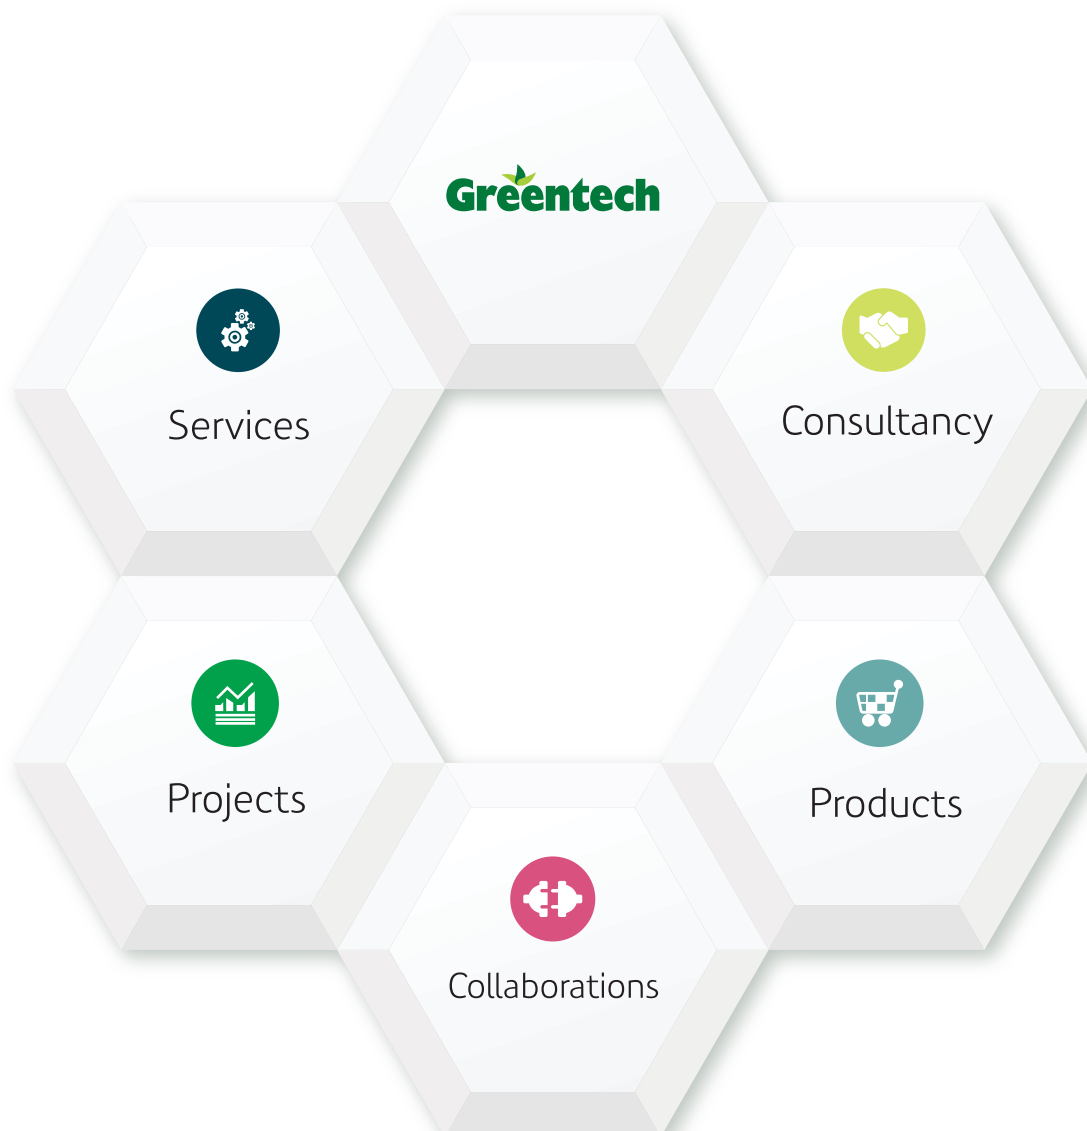 Greentech
Services
Consultancy
Projects
Products
Collaborations